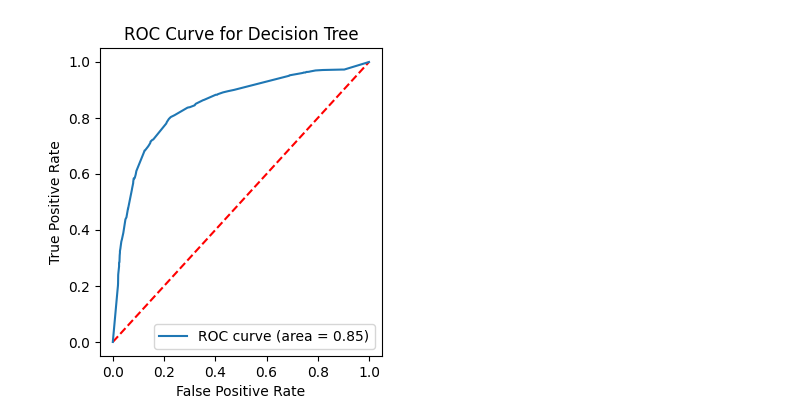 ROC Curve for Decision Tree
True Positive Rate
1.0
0.8
0.6
0.4
0.2
0.0
ROC curve (area = 0.85)
0.0 0.2 0.4 0.6 0.8 1.0
False Positive Rate